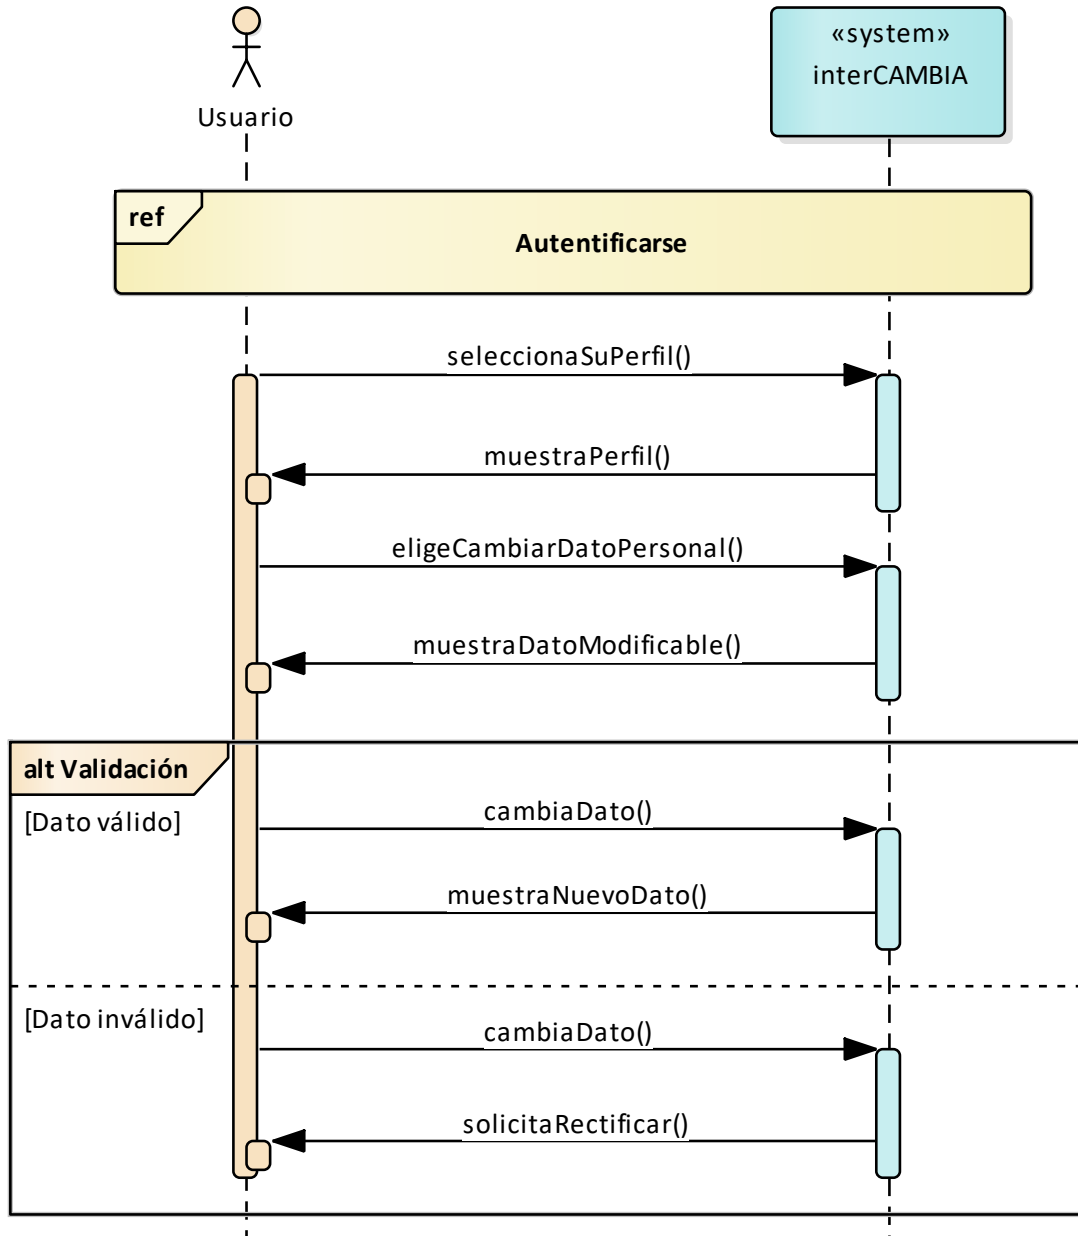 «system»
interCAMBIA
Usuario
ref
Autentificarse
seleccionaSuPerfil()
muestraPerfil()
eligeCambiarDatoPersonal()
muestraDatoModificable()
alt Validación
[Dato válido]
cambiaDato()
muestraNuevoDato()
[Dato inválido]
cambiaDato()
solicitaRectificar()